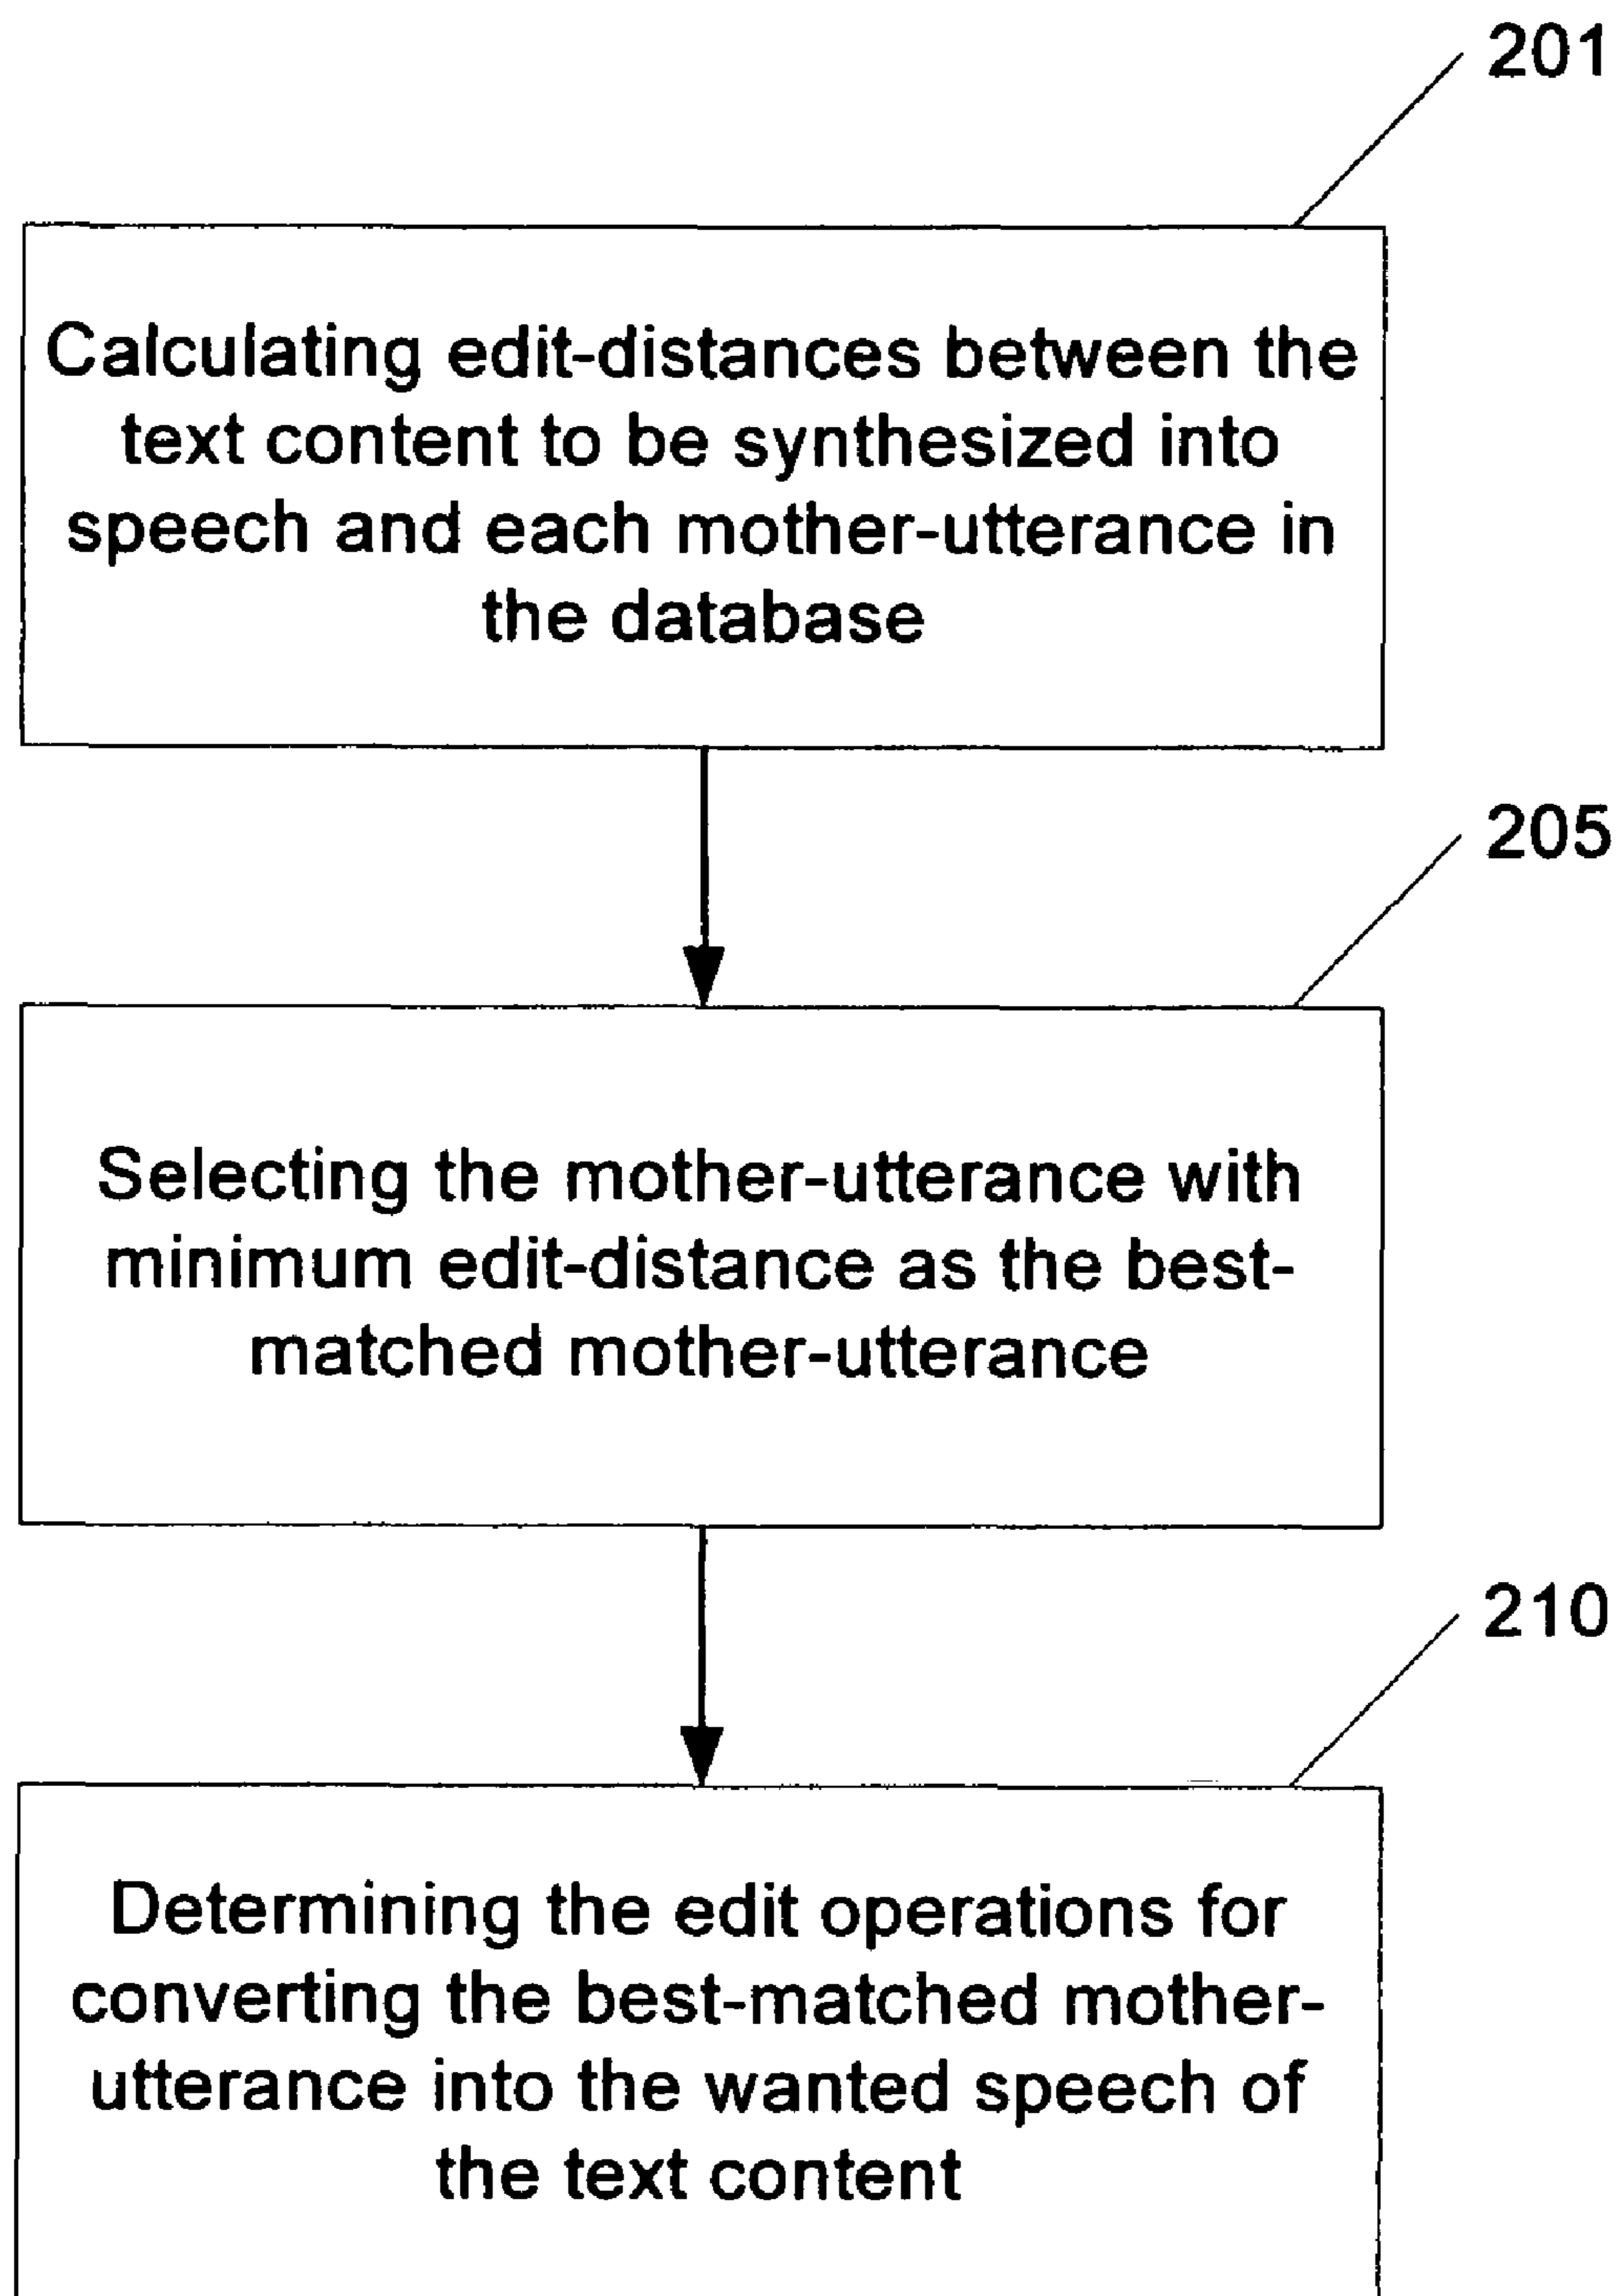 201
Calculating edit-distances between the
text content to be synthesized into
speech and each mother-utterance in
the database
205
Selecting the mother-utterance with
minimum edit-distance as the best-
matched mother-utterance
210
Determining the edit operations for
converting the best-matched mother-
utterance into the wanted speech of
the text content